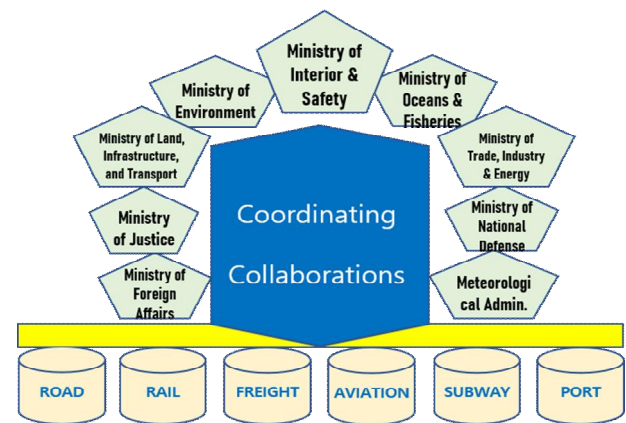 Ministry of
Interior &
Safety
Ministry of
Environment
Ministry of
Oceans &
Fisheries
Ministry of Land,
Infrastructure,
and Transport
Ministry of
Trade, Industry
& Energy
Ministry
of Justice
Ministry of
National
Defense
Ministry of
Foreign
Affairs
Meteorologi
cal Admin.
Coordinating
Collaborations
ROAD
RAIL
FREIGHT
AVIATION
SUBWAY
PORT